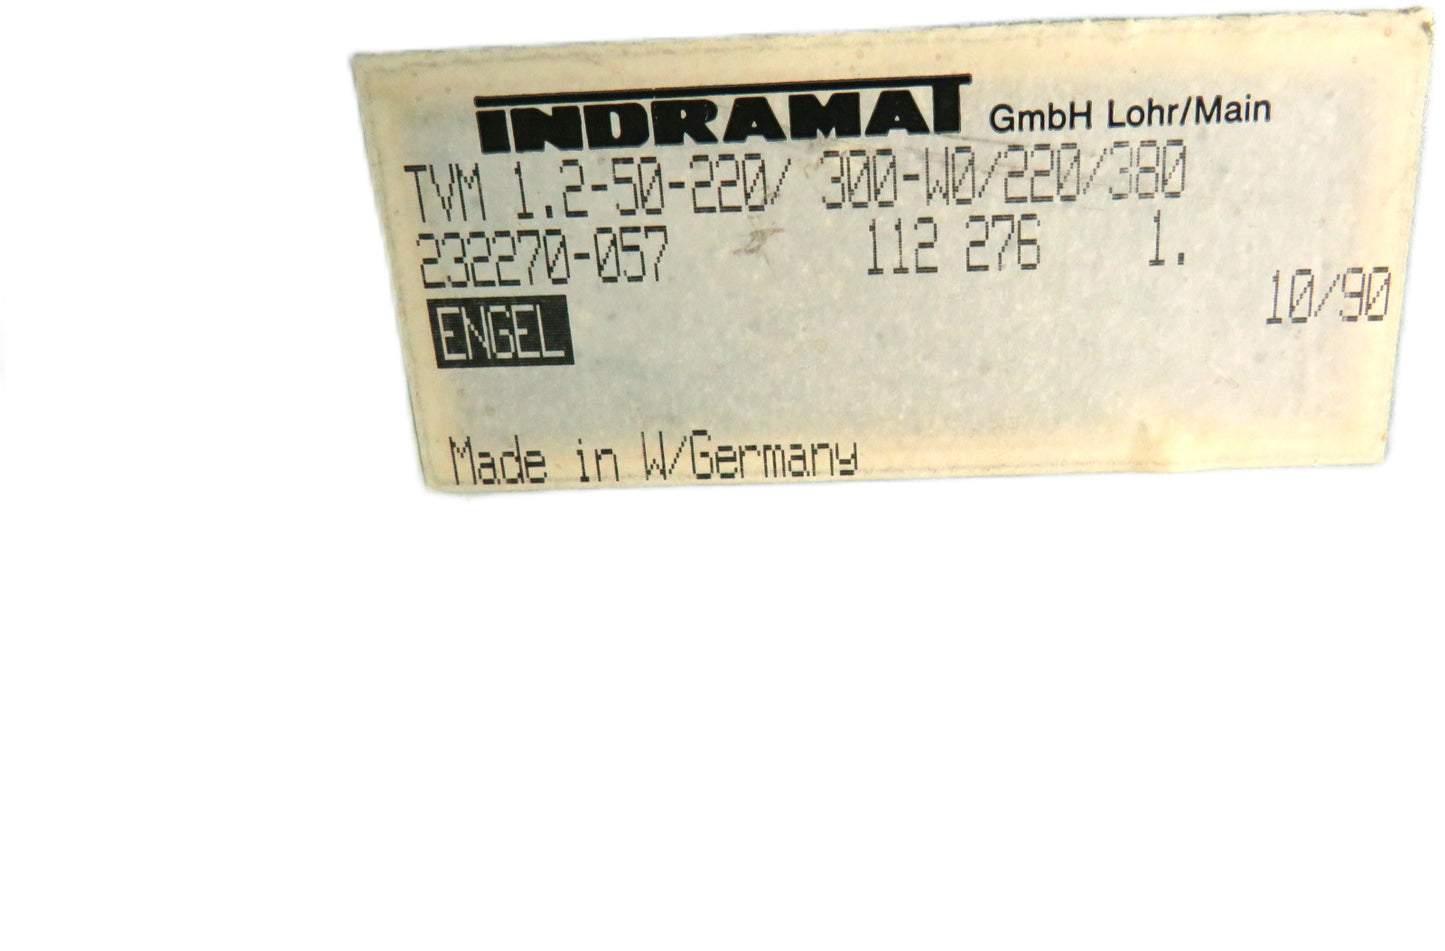 INDRAMAT GmbH Lohr/Main
TVM 1.2-50-220/ 300-W0/220/380
232270-057 112 276 1.
10/90
ENGEL
Made in W/Germany